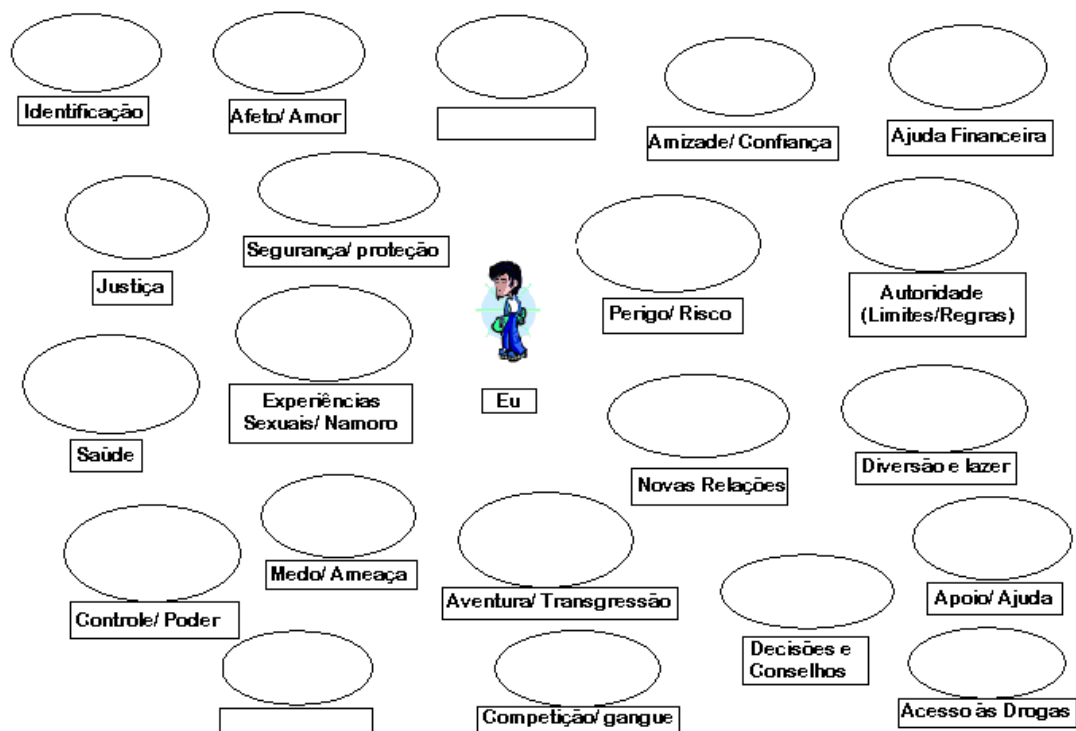 Identificação
Afeto/ Amor
Amizade/ Confiança
Ajuda Financeira
Segurança/ proteção
Justiça
Perigo/ Risco
Autoridade
(Limites/Regras)
Experiências
Sexuais/ Namoro
Eu
Saúde
Novas Relações
Diversão e lazer
Medo/ Ameaça
Controle/ Poder
Aventura/ Transgressão
Apoio/ Ajuda
Decisões e
Conselhos
Competição/ gangue
Acesso às Drogas